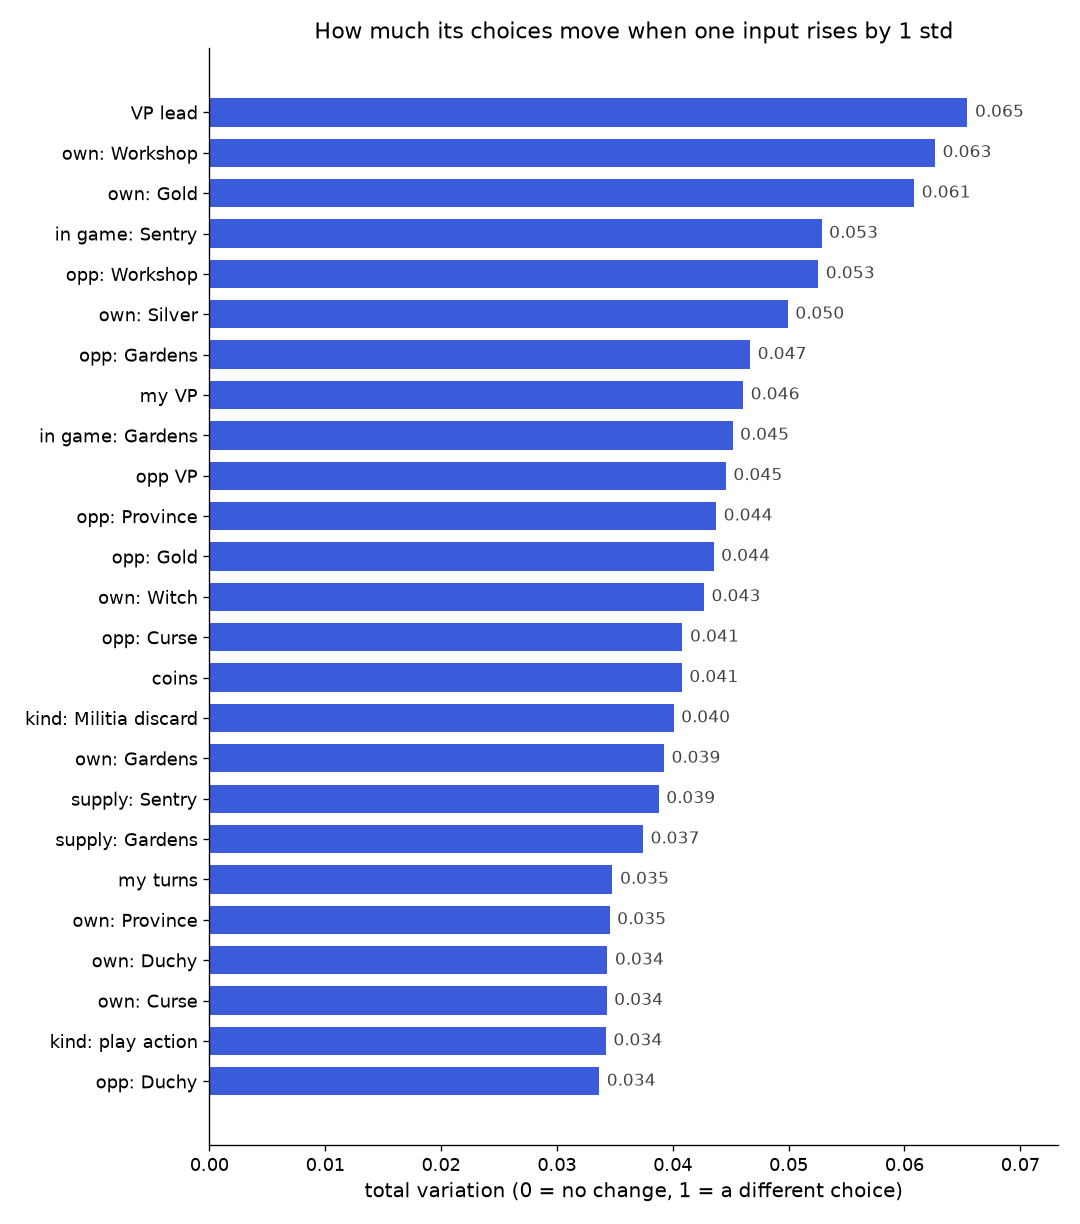 How much its choices move when one input rises by 1 std
VP lead 0.065
own: Workshop 0.063
own: Gold 0.061
in game: Sentry 0.053
opp: Workshop 0.053
own: Silver 0.050
opp: Gardens 0.047
my VP 0.046
in game: Gardens 0.045
opp VP 0.045
opp: Province 0.044
opp: Gold 0.044
own: Witch 0.043
opp: Curse 0.041
coins 0.041
kind: Militia discard 0.040
own: Gardens 0.039
supply: Sentry 0.039
supply: Gardens 0.037
my turns 0.035
own: Province 0.035
own: Duchy 0.034
own: Curse 0.034
kind: play action 0.034
opp: Duchy 0.034
0.00 0.01 0.02 0.03 0.04 0.05 0.06 0.07
total variation (0 = no change, 1 = a different choice)